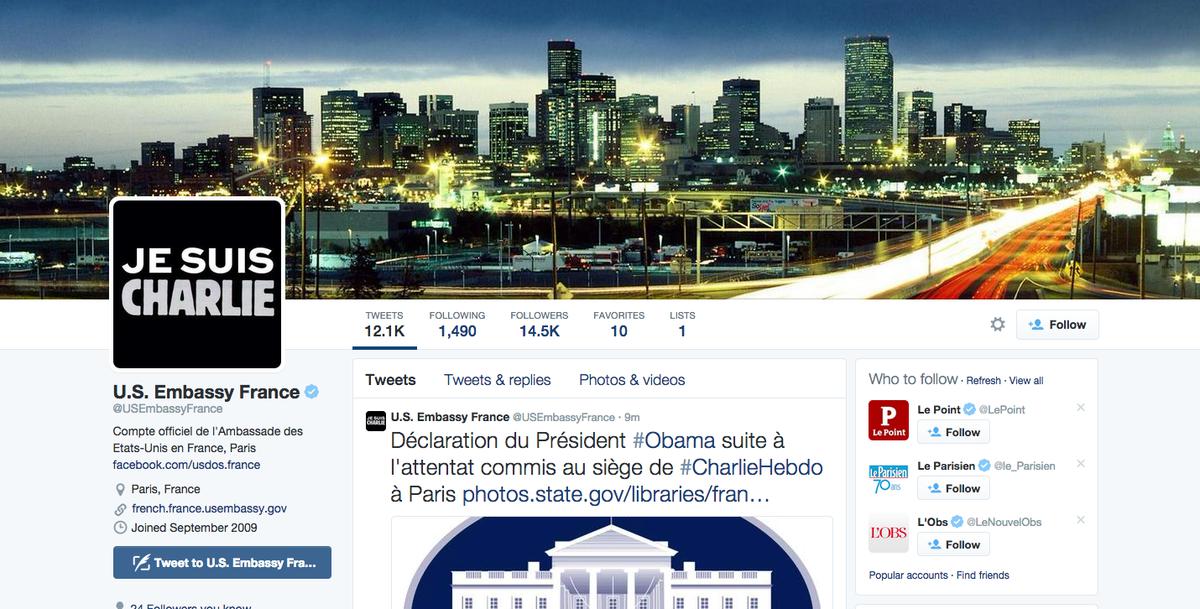 JE SUIS
CHARLIE
TWEETS
12.1K
FOLLOWING
1,490
FOLLOWERS
14.5K
FAVORITES
10
LISTS
1
Follow
U.S. Embassy France
@USEmbassyFrance
Compte officiel de l'Ambassade des
Etats-Unis en France, Paris
facebook.com/usdos.france
Paris, France
french.france.usembassy.gov
Joined September 2009
Tweet to U.S. Embassy Fra...
24 Followers you know
Tweets
Tweets & replies
Photos & videos
JE SUIS
CHARLIE
U.S. Embassy France @USEmbassyFrance · 9m
Déclaration du Président #Obama suite à
l'attentat commis au siège de #CharlieHebdo
à Paris photos.state.gov/libraries/fran…
Who to follow · Refresh · View all
P
Le Point
Le Point @LePoint
Follow
Le Parisien
70 ans
Le Parisien @le_Parisien
Follow
L'OBS
L'Obs @LeNouvelObs
Follow
Popular accounts · Find friends